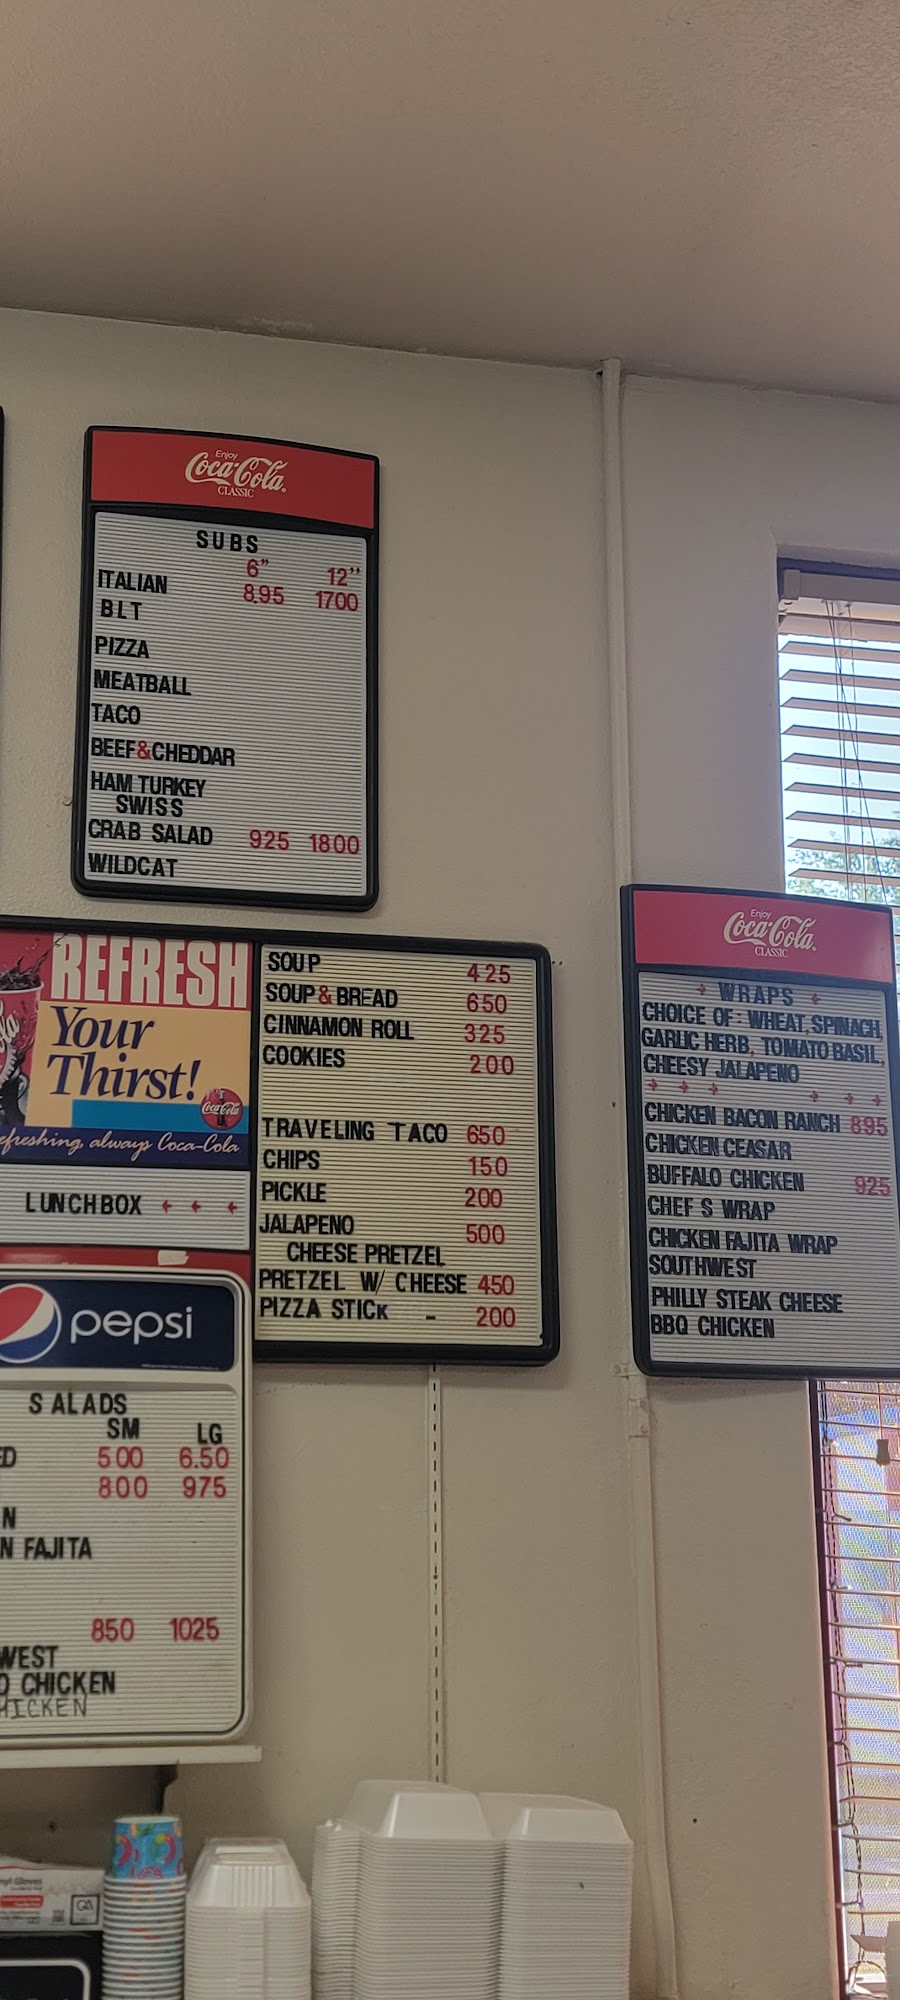 Enjoy
Coca-Cola
CLASSIC
SUBS
6" 12''
ITALIAN 8.95 1700
BLT
PIZZA
MEATBALL
TACO
BEEF&CHEDDAR
HAM TURKEY
SWISS
CRAB SALAD 925 1800
WILDCAT
REFRESH
Your
Thirst!
Coca-Cola
efreshing, always Coca-Cola
LUNCHBOX
SOUP 425
SOUP & BREAD 650
CINNAMON ROLL 325
COOKIES 200
TRAVELING TACO 650
CHIPS 150
PICKLE 200
JALAPENO 500
CHEESE PRETZEL
PRETZEL W/ CHEESE 450
PIZZA STICK - 200
Enjoy
Coca-Cola
CLASSIC
WRAPS
CHOICE OF: WHEAT, SPINACH,
GARLIC HERB, TOMATO BASIL,
CHEESY JALAPENO
CHICKEN BACON RANCH 895
CHICKEN CEASAR
BUFFALO CHICKEN 925
CHEF S WRAP
CHICKEN FAJITA WRAP
SOUTHWEST
PHILLY STEAK CHEESE
BBQ CHICKEN
pepsi
SALADS
SM LG
ED 500 6.50
800 975
N
N FAJITA
850 1025
WEST
O CHICKEN
HICKEN
nyl Gloves